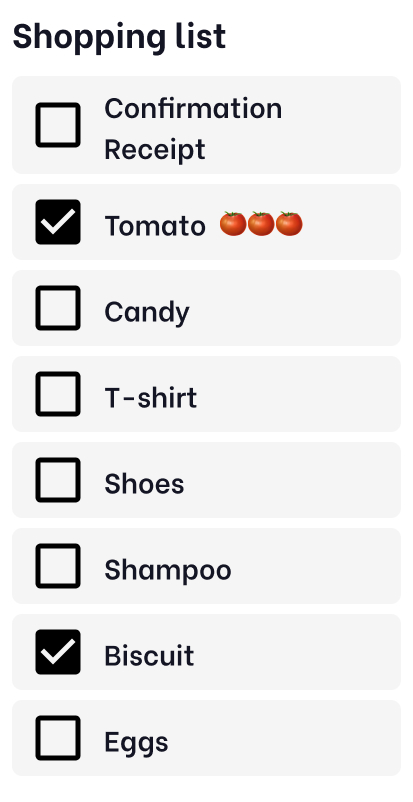 Shopping list
Confirmation
Receipt
Tomato 🍅🍅🍅
Candy
T-shirt
Shoes
Shampoo
Biscuit
Eggs